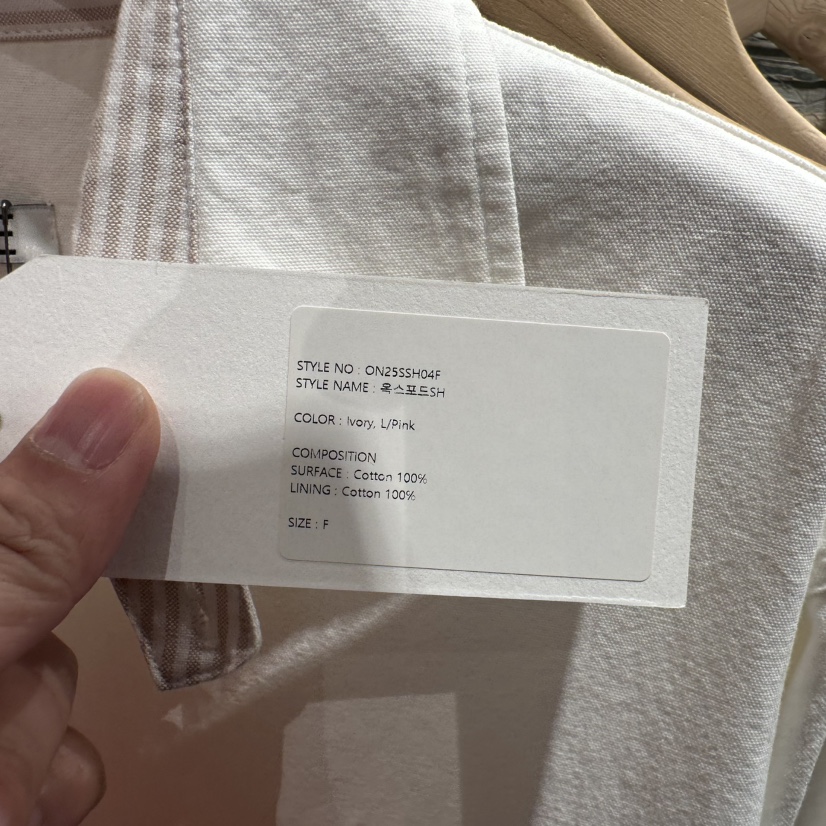 STYLE NO : ON25SSH04F
STYLE NAME : 옥스포드SH
COLOR : Ivory, L/Pink
COMPOSITION
SURFACE : Cotton 100%
LINING : Cotton 100%
SIZE : F